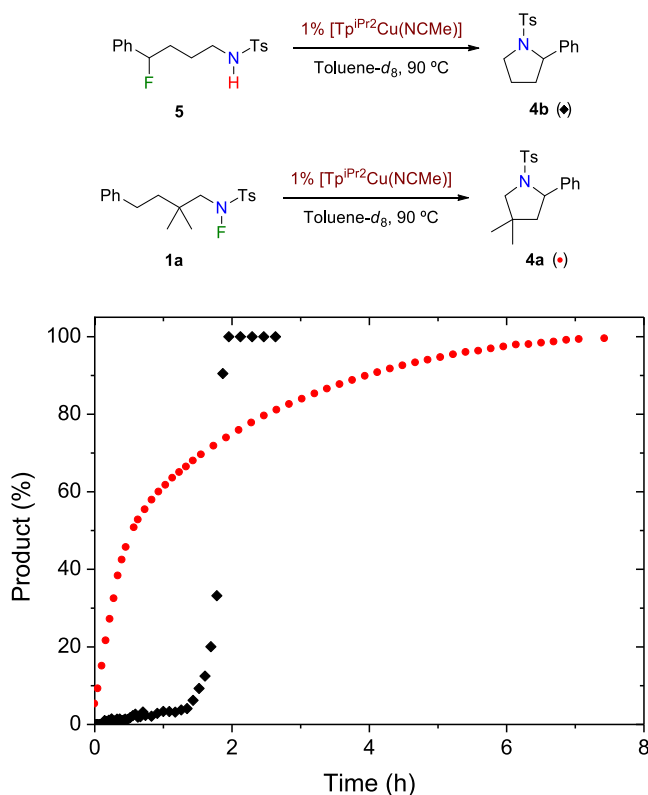 Ph
F
N
H
Ts
5
1% [Tp^iPr2Cu(NCMe)]
Toluene-d8, 90 ºC
Ts
N
Ph
4b (◆)
Ph
N
F
Ts
1a
1% [Tp^iPr2Cu(NCMe)]
Toluene-d8, 90 ºC
Ts
N
Ph
4a (•)
Product (%)
100
80
60
40
20
0
0 2 4 6 8
Time (h)